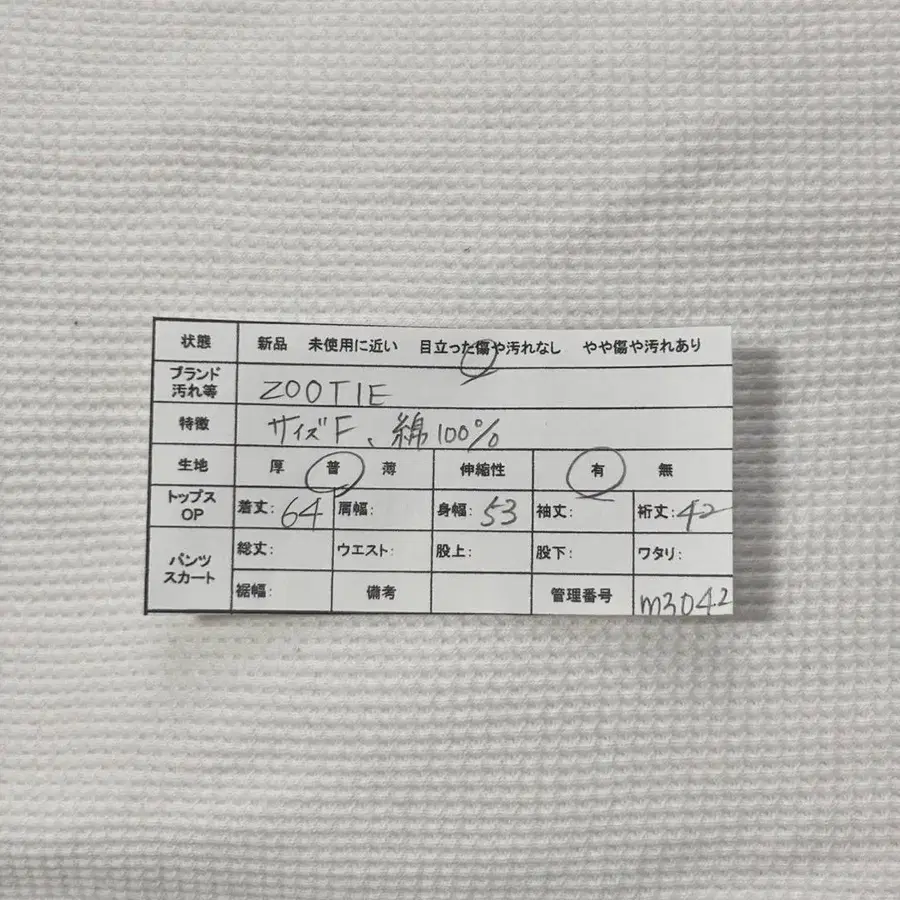 状態 新品 未使用に近い 目立った傷や汚れなし やや傷や汚れあり
ブランド
汚れ等 ZOOTIE
特徴 サイズF、綿100%
生地 厚 普 薄 伸縮性 有 無
トップス
OP 着丈:64 肩幅: 身幅:53 袖丈: 裄丈:42
パンツ
スカート
総丈: ウエスト: 股上: 股下: ワタリ:
裾幅: 備考 管理番号 m3042